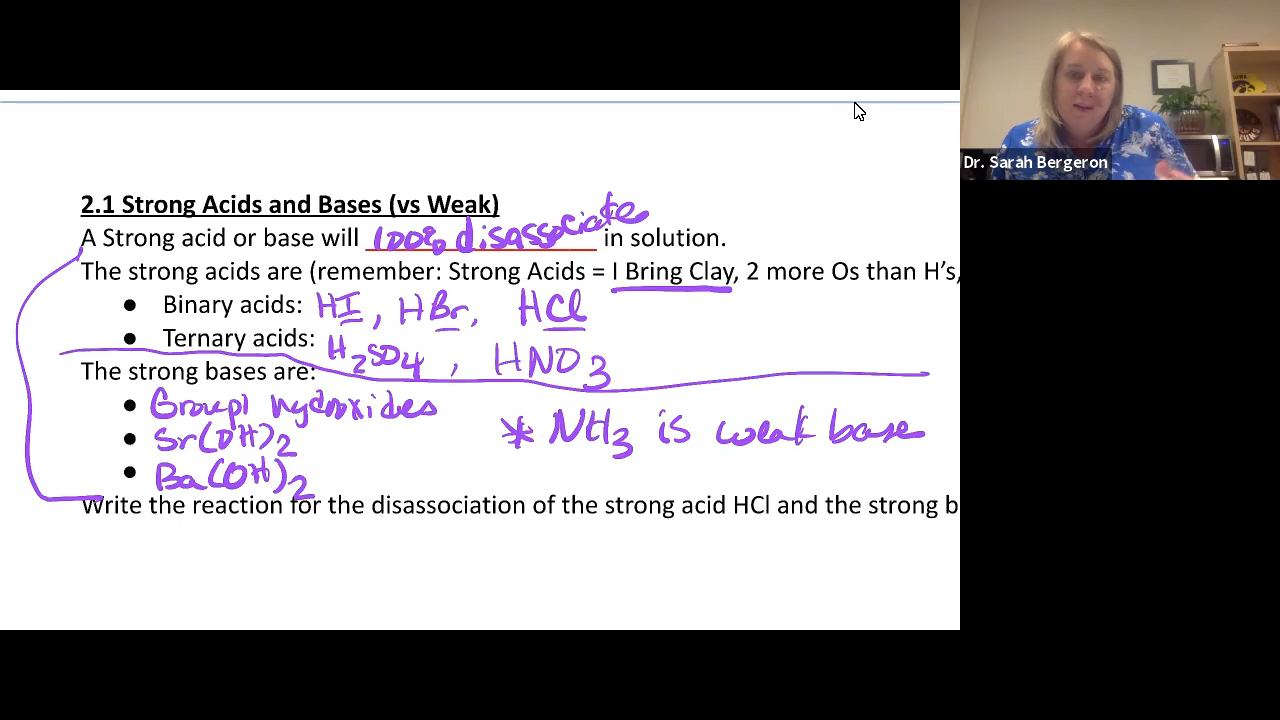 2.1 Strong Acids and Bases (vs Weak)
A Strong acid or base will 100% disassociate in solution.
The strong acids are (remember: Strong Acids = I Bring Clay, 2 more Os than H's,
● Binary acids: HI, HBr, HCl
● Ternary acids: H2SO4, HNO3
The strong bases are:
● Group1 hydroxides
● Sr(OH)2
● Ba(OH)2
* NH3 is weak base
Write the reaction for the disassociation of the strong acid HCl and the strong b
Dr. Sarah Bergeron
IOWA